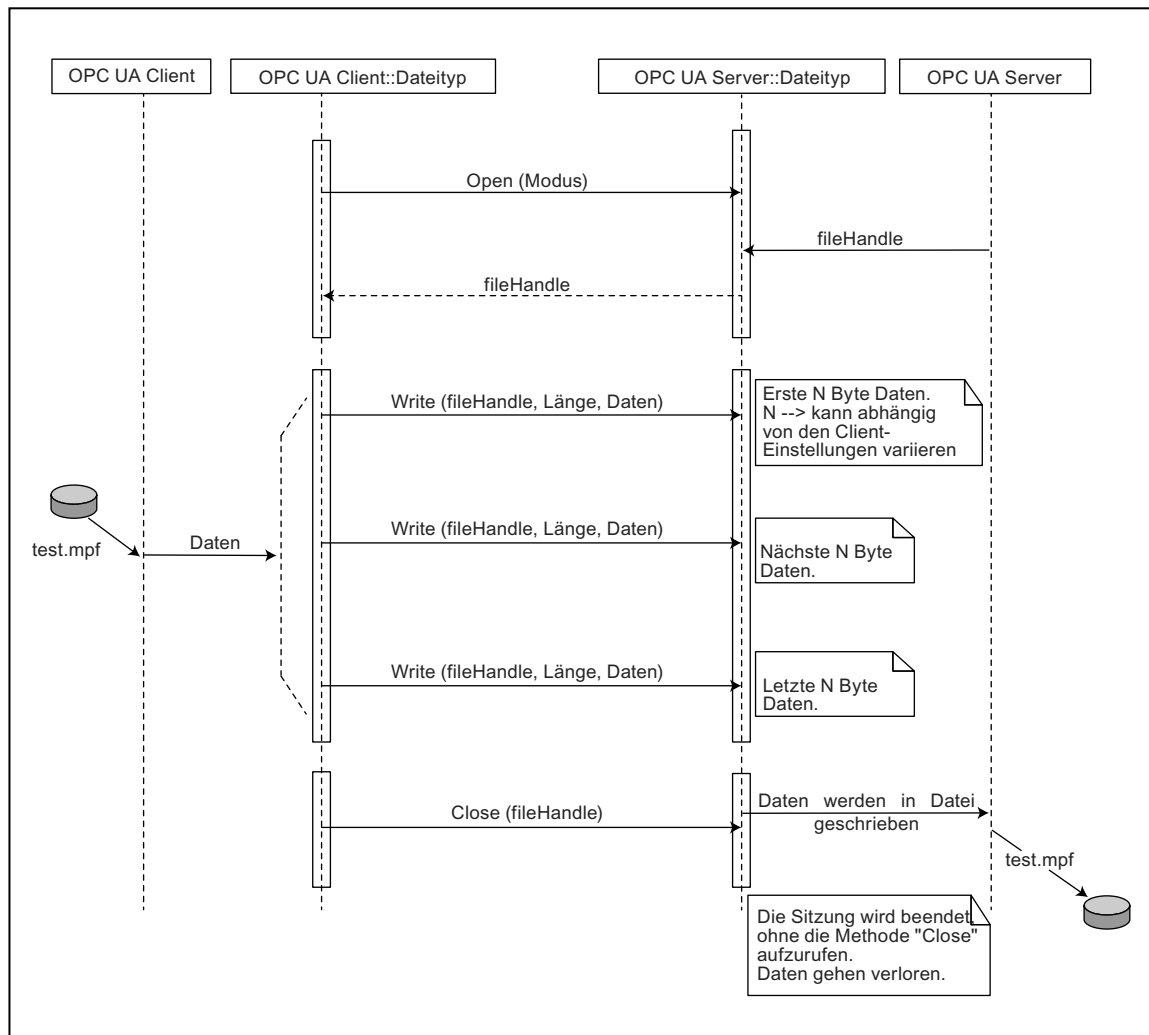 OPC UA Client
OPC UA Client::Dateityp
OPC UA Server::Dateityp
OPC UA Server
Open (Modus)
fileHandle
fileHandle
Write (fileHandle, Länge, Daten)
Erste N Byte Daten.
N --> kann abhängig
von den Client-
Einstellungen variieren
Write (fileHandle, Länge, Daten)
test.mpf
Daten
Nächste N Byte
Daten.
Write (fileHandle, Länge, Daten)
Letzte N Byte
Daten.
Close (fileHandle)
Daten werden in Datei
geschrieben
test.mpf
Die Sitzung wird beendet,
ohne die Methode "Close"
aufzurufen.
Daten gehen verloren.